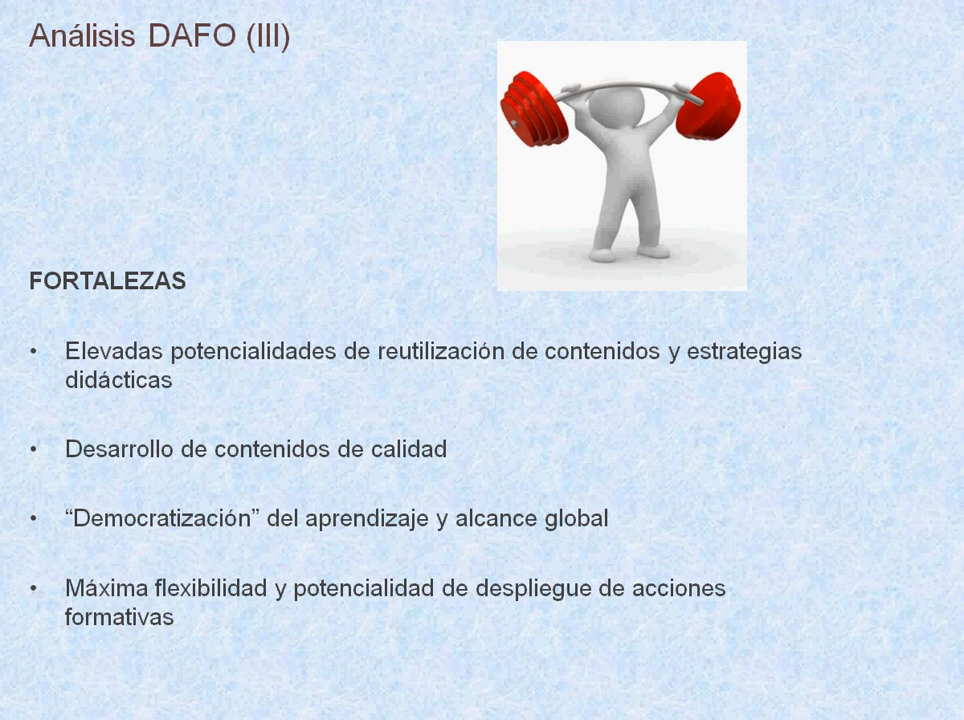 Análisis DAFO (III)
FORTALEZAS
• Elevadas potencialidades de reutilización de contenidos y estrategias
didácticas
• Desarrollo de contenidos de calidad
• “Democratización” del aprendizaje y alcance global
• Máxima flexibilidad y potencialidad de despliegue de acciones
formativas